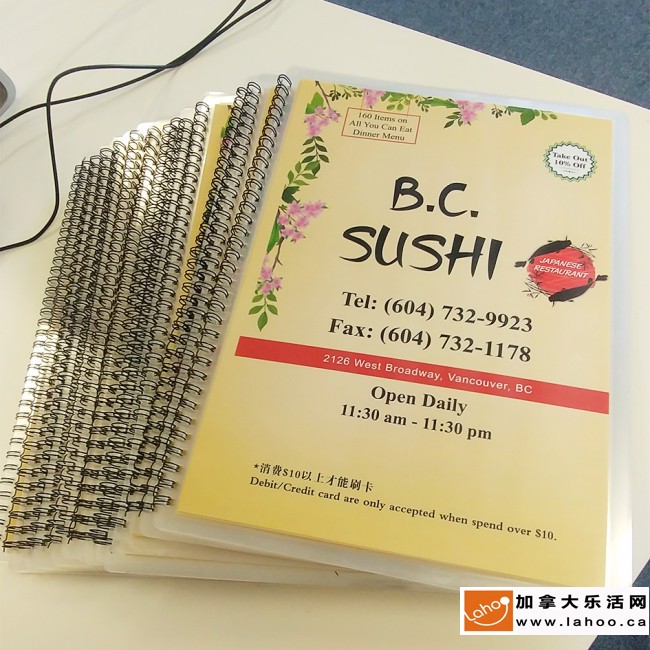 160 Items on
All You Can Eat
Dinner Menu
Take Out
10% Off
B.C.
SUSHI
JAPANESE
RESTAURANT
Tel: (604) 732-9923
Fax: (604) 732-1178
2126 West Broadway, Vancouver, BC
Open Daily
11:30 am - 11:30 pm
*消费$10以上才能刷卡
Debit/Credit card are only accepted when spend over $10.
Lahoo
加拿大乐活网
www.lahoo.ca